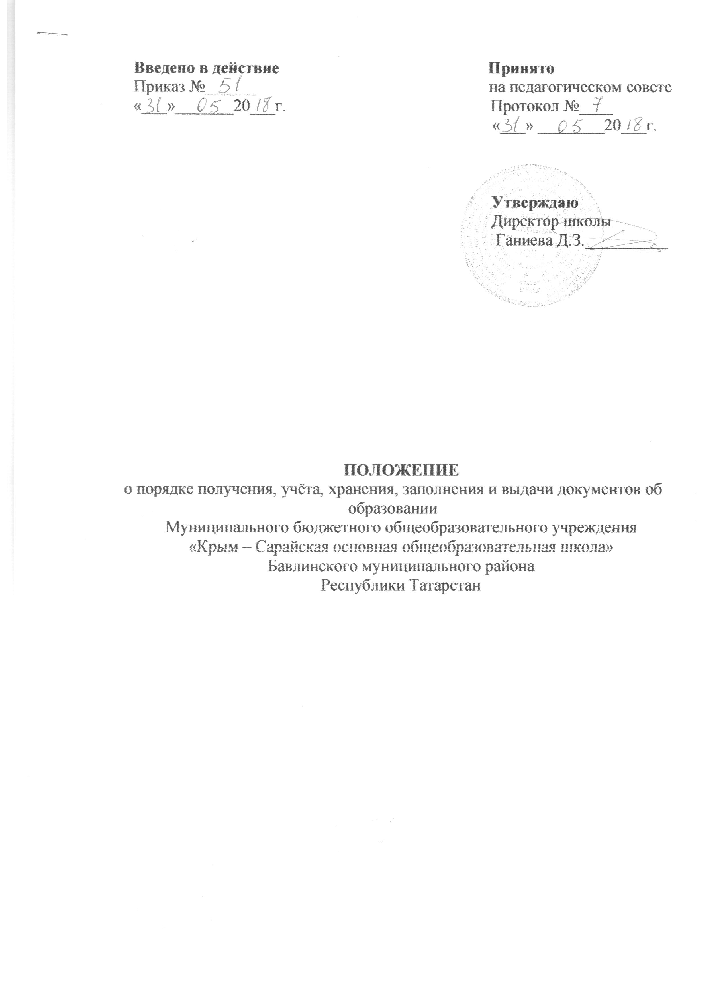 Введено в действие
Приказ № 51
«31» 05 2018г.
Принято
на педагогическом совете
Протокол № 7
«31» 05 2018г.
Утверждаю
Директор школы
Ганиева Д.З.
ПОЛОЖЕНИЕ
о порядке получения, учёта, хранения, заполнения и выдачи документов об
образовании
Муниципального бюджетного общеобразовательного учреждения
«Крым – Сарайская основная общеобразовательная школа»
Бавлинского муниципального района
Республики Татарстан